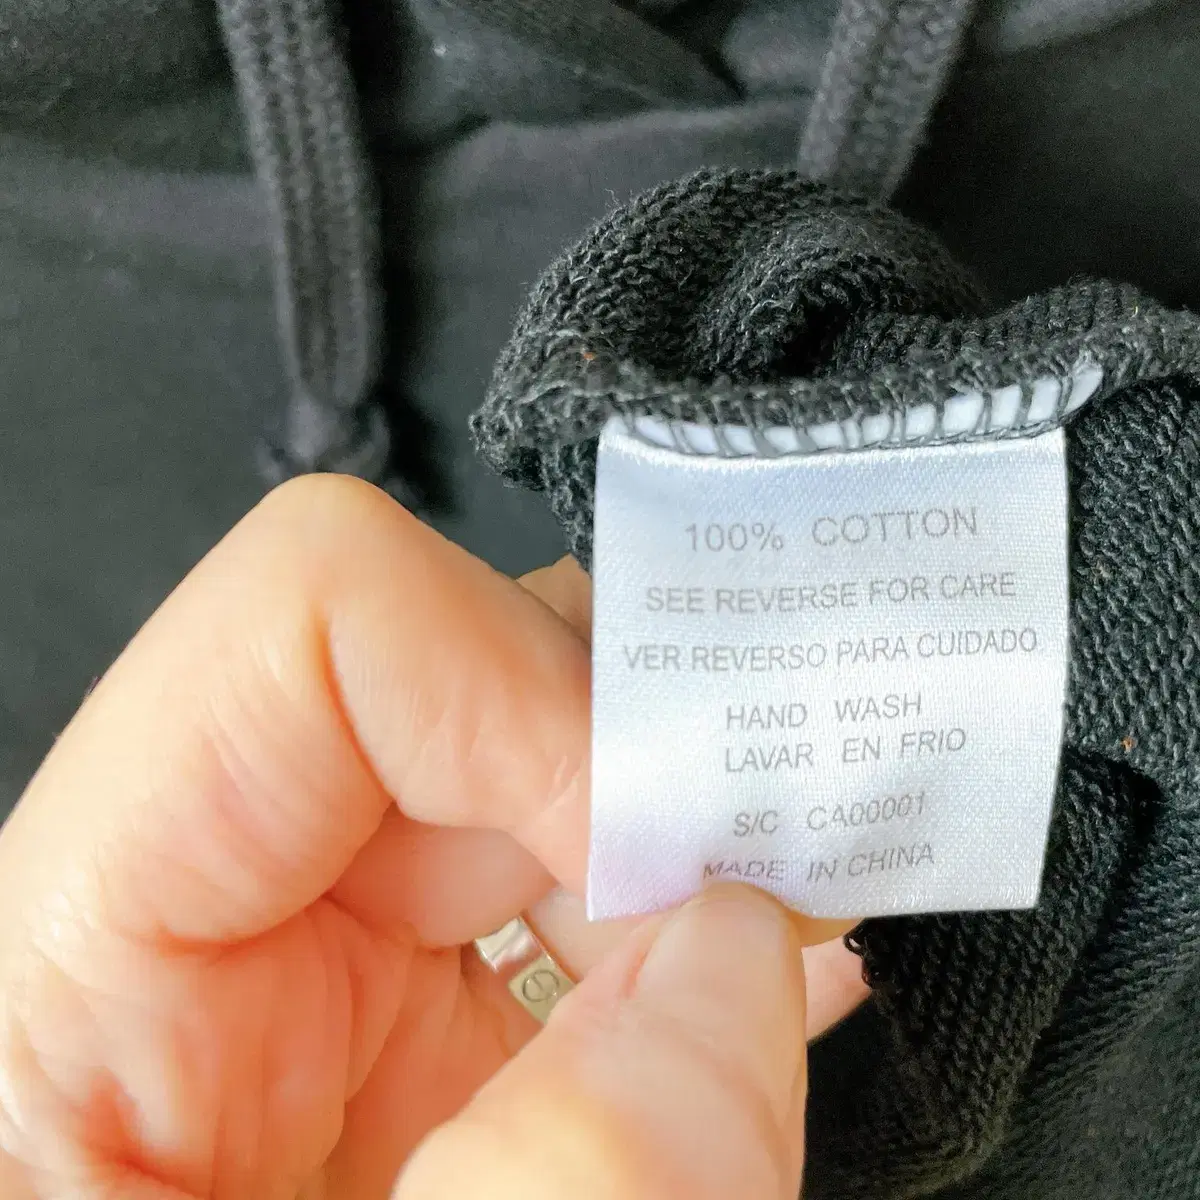 100% COTTON
SEE REVERSE FOR CARE
VER REVERSO PARA CUIDADO
HAND WASH
LAVAR EN FRIO
S/C CA00001
MADE IN CHINA